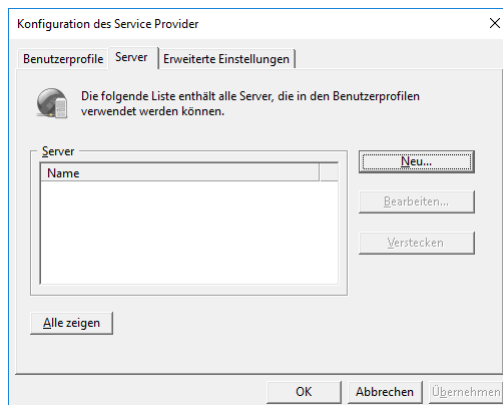 Konfiguration des Service Provider
Benutzerprofile Server Erweiterte Einstellungen
Die folgende Liste enthält alle Server, die in den Benutzerprofilen
verwendet werden können.
Server
Name
Neu...
Bearbeiten...
Verstecken
Alle zeigen
OK Abbrechen Übernehmen